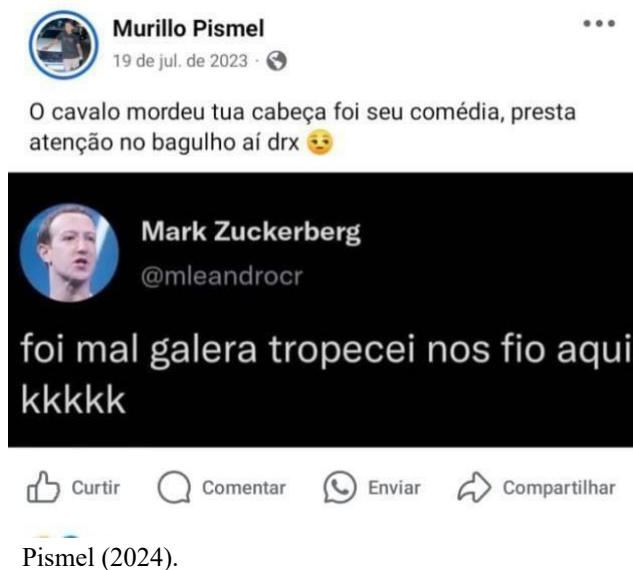 Murillo Pismel
19 de jul. de 2023 ·
O cavalo mordeu tua cabeça foi seu comédia, presta
atenção no bagulho aí drx 😒
Mark Zuckerberg
@mleandrocr
foi mal galera tropecei nos fio aqui
kkkkk
Curtir Comentar Enviar Compartilhar
Pismel (2024).